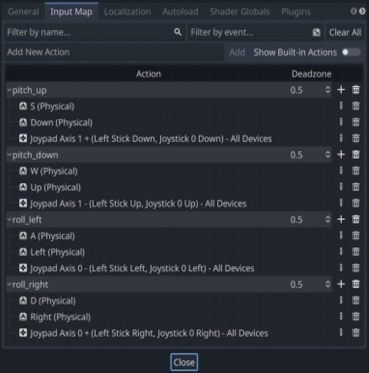 General Input Map Localization Autoload Shader Globals Plugins
Filter by name... Filter by event... Clear All
Add New Action Add Show Built-in Actions
Action Deadzone
pitch_up 0.5
S (Physical)
Down (Physical)
Joypad Axis 1 + (Left Stick Down, Joystick 0 Down) - All Devices
pitch_down 0.5
W (Physical)
Up (Physical)
Joypad Axis 1 - (Left Stick Up, Joystick 0 Up) - All Devices
roll_left 0.5
A (Physical)
Left (Physical)
Joypad Axis 0 - (Left Stick Left, Joystick 0 Left) - All Devices
roll_right 0.5
D (Physical)
Right (Physical)
Joypad Axis 0 + (Left Stick Right, Joystick 0 Right) - All Devices
Close